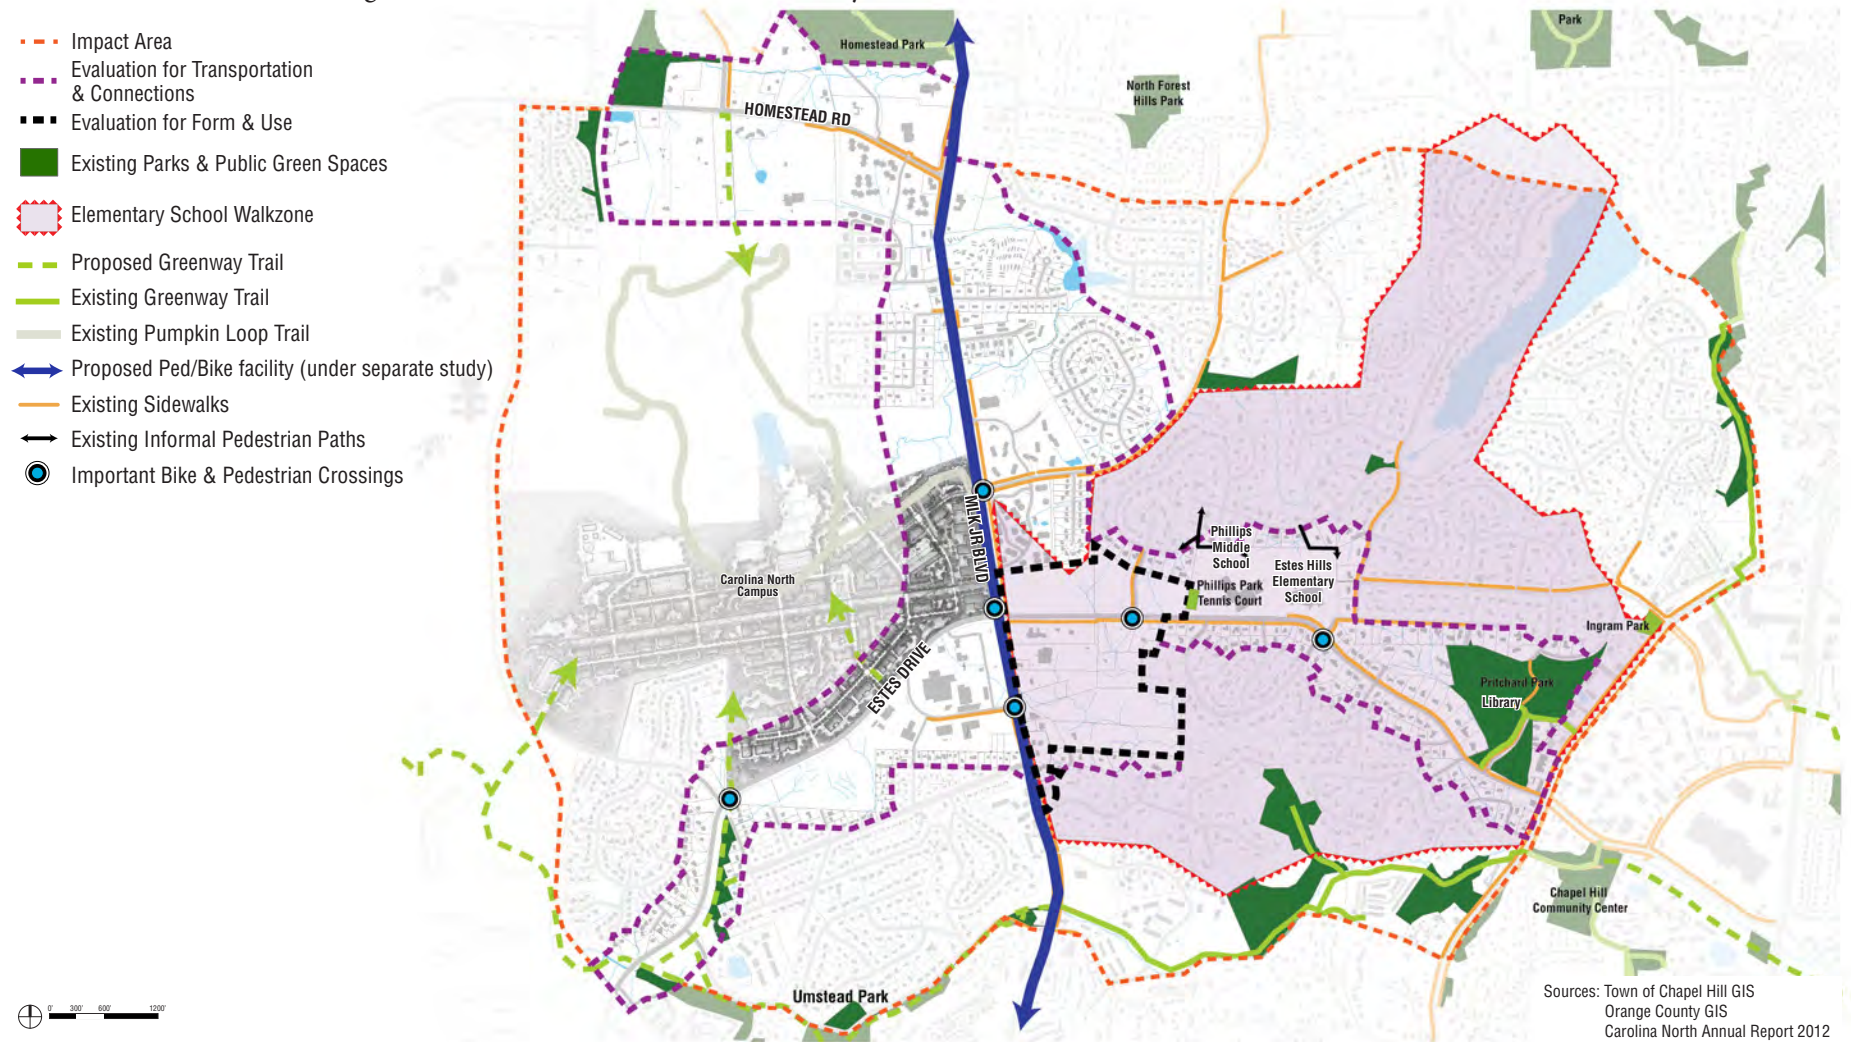 Impact Area
Evaluation for Transportation
& Connections
Evaluation for Form & Use
Existing Parks & Public Green Spaces
Elementary School Walkzone
Proposed Greenway Trail
Existing Greenway Trail
Existing Pumpkin Loop Trail
Proposed Ped/Bike facility (under separate study)
Existing Sidewalks
Existing Informal Pedestrian Paths
Important Bike & Pedestrian Crossings
Homestead Park
Park
North Forest
Hills Park
HOMESTEAD RD
MLK JR BLVD
Carolina North
Campus
ESTES DRIVE
Phillips
Middle
School
Estes Hills
Elementary
School
Phillips Park
Tennis Court
Ingram Park
Pritchard Park
Library
Chapel Hill
Community Center
Umstead Park
0' 300' 600' 1200'
Sources: Town of Chapel Hill GIS
Orange County GIS
Carolina North Annual Report 2012